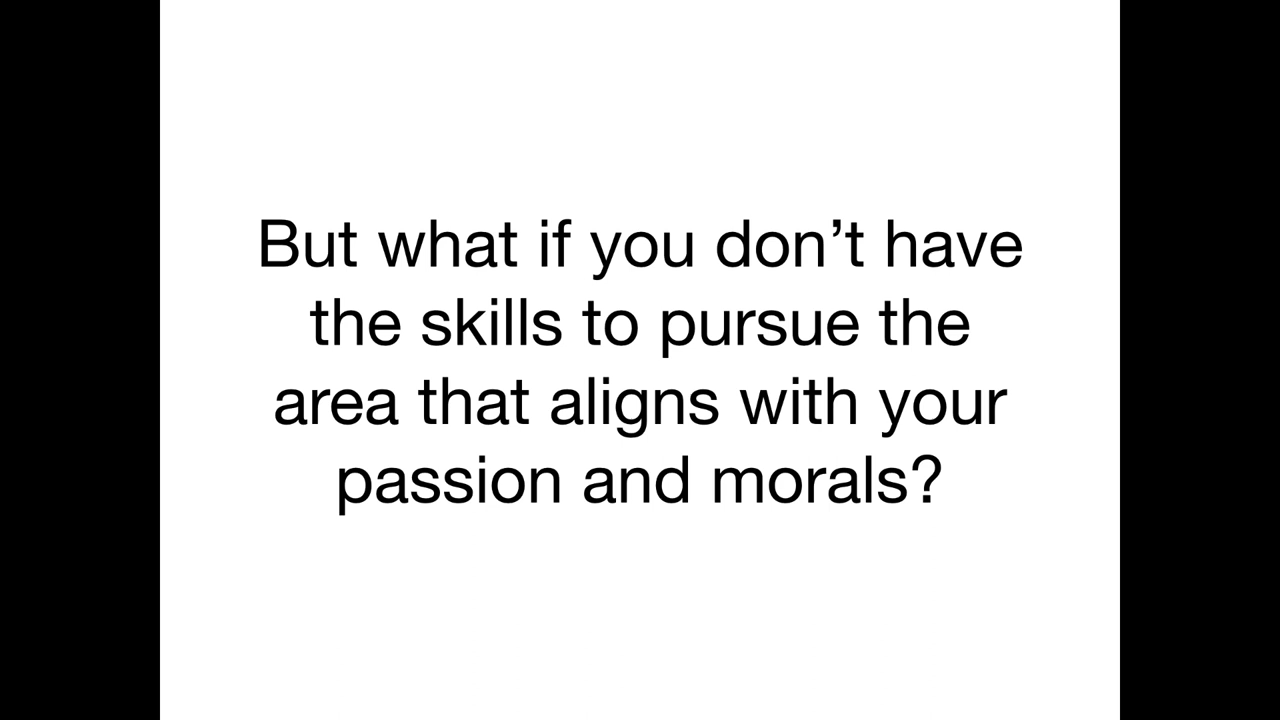 But what if you don’t have
the skills to pursue the
area that aligns with your
passion and morals?